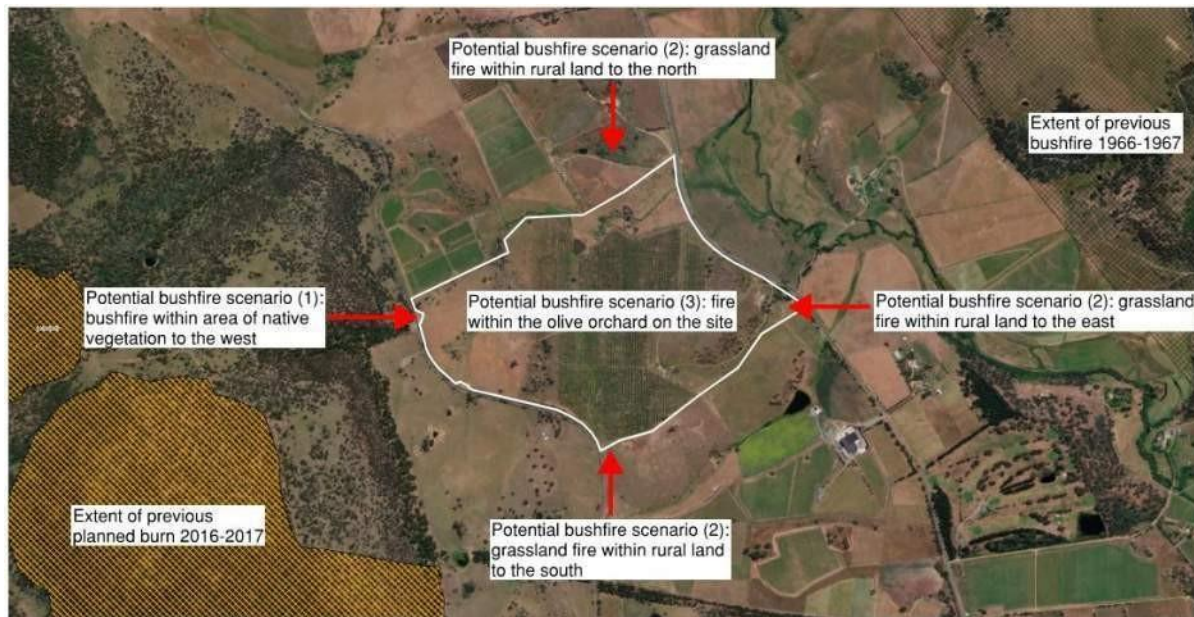 Potential bushfire scenario (2): grassland
fire within rural land to the north
Extent of previous
bushfire 1966-1967
Potential bushfire scenario (1):
bushfire within area of native
vegetation to the west
Potential bushfire scenario (3): fire
within the olive orchard on the site
Potential bushfire scenario (2): grassland
fire within rural land to the east
Extent of previous
planned burn 2016-2017
Potential bushfire scenario (2):
grassland fire within rural land
to the south